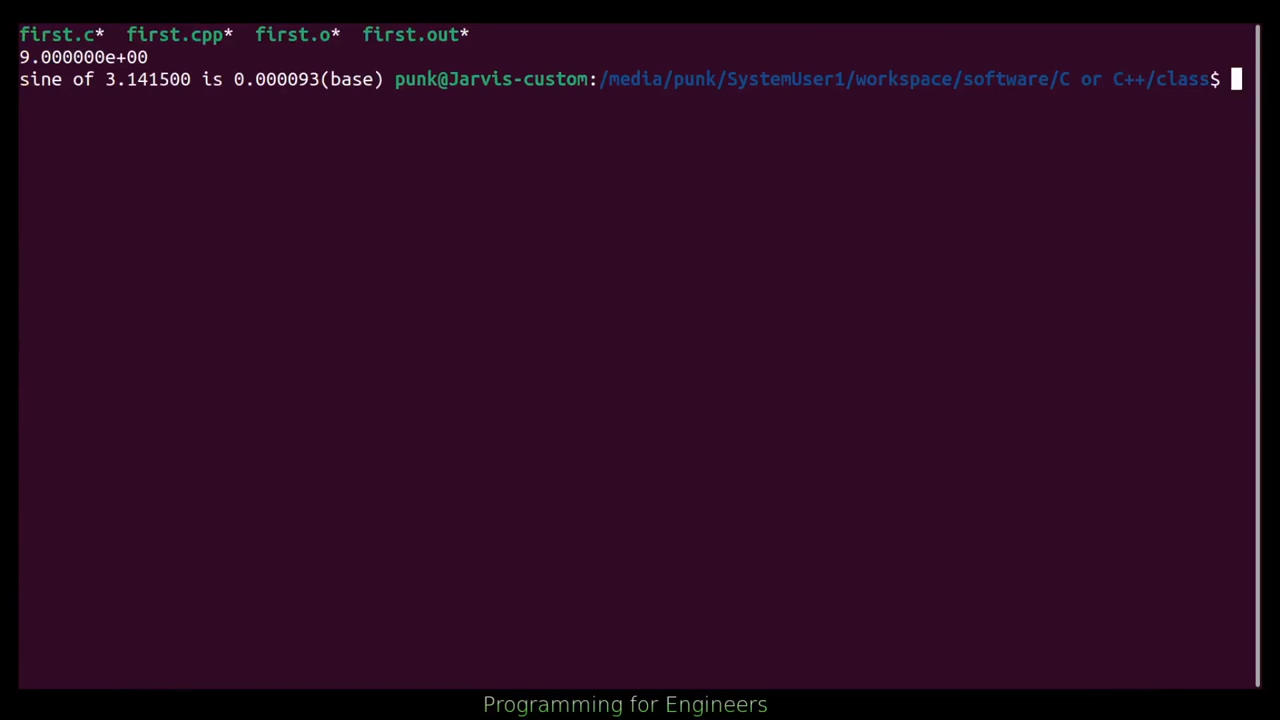 first.c*  first.cpp*  first.o*  first.out*
9.000000e+00
sine of 3.141500 is 0.000093(base) punk@Jarvis-custom:/media/punk/SystemUser1/workspace/software/C or C++/class$
Programming for Engineers